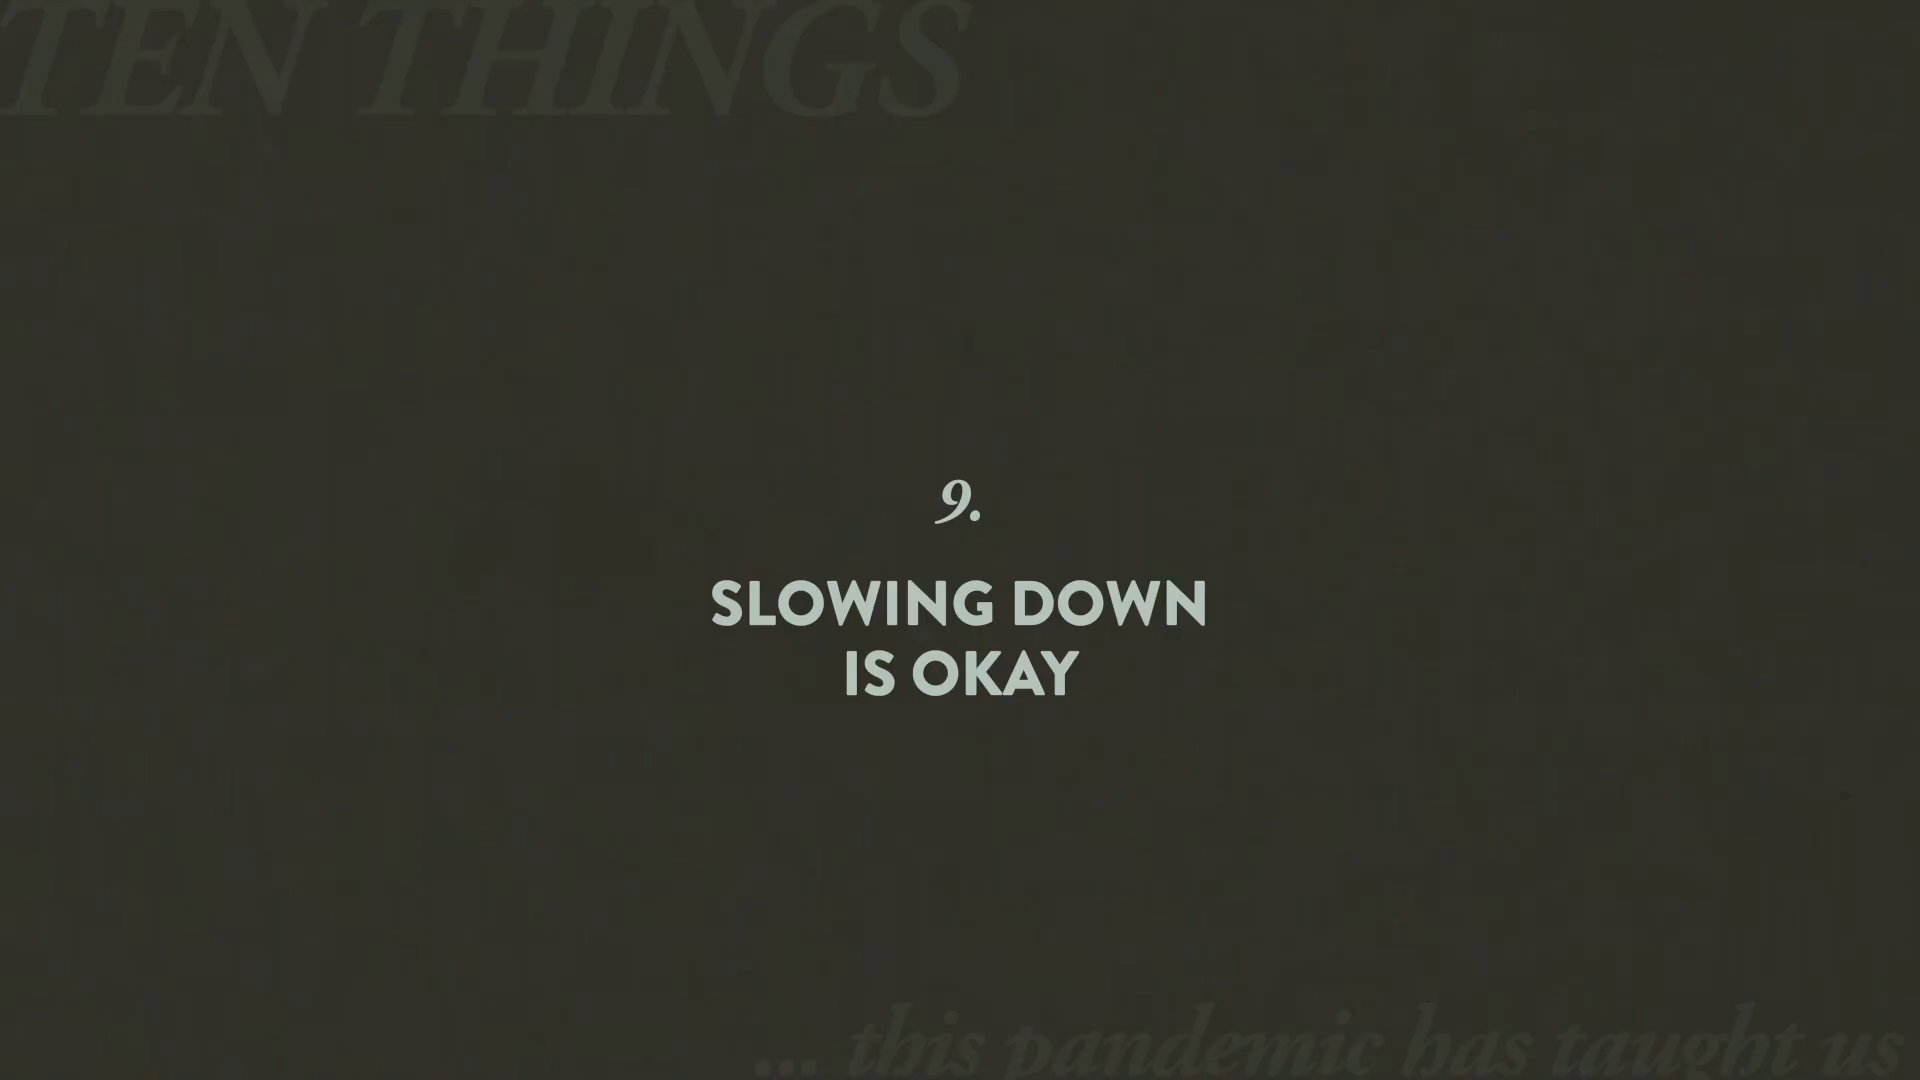 TEN THINGS
9.
SLOWING DOWN
IS OKAY
... this pandemic has taught us